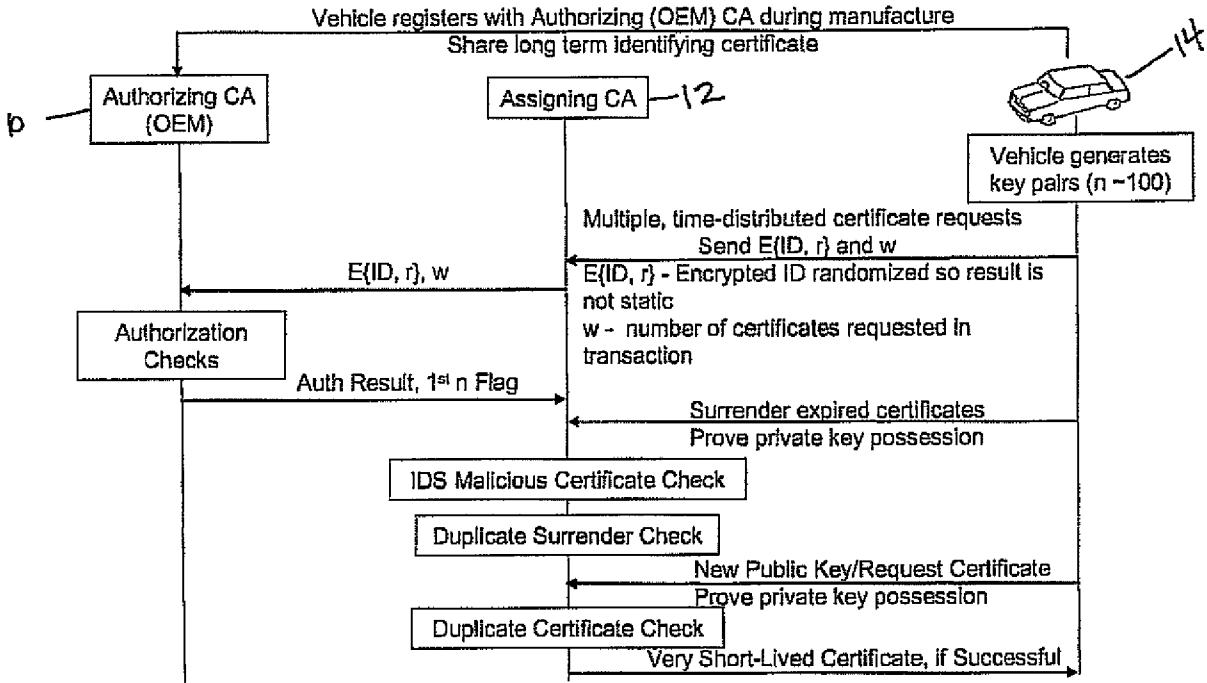 Vehicle registers with Authorizing (OEM) CA during manufacture
Share long term identifying certificate
14
10
Authorizing CA
(OEM)
Assigning CA
12
Vehicle generates
key pairs (n ~100)
Multiple, time-distributed certificate requests
Send E{ID, r} and w
E{ID, r}, w
E{ID, r} - Encrypted ID randomized so result is
not static
w - number of certificates requested in
transaction
Authorization
Checks
Auth Result, 1st n Flag
Surrender expired certificates
Prove private key possession
IDS Malicious Certificate Check
Duplicate Surrender Check
New Public Key/Request Certificate
Prove private key possession
Duplicate Certificate Check
Very Short-Lived Certificate, if Successful